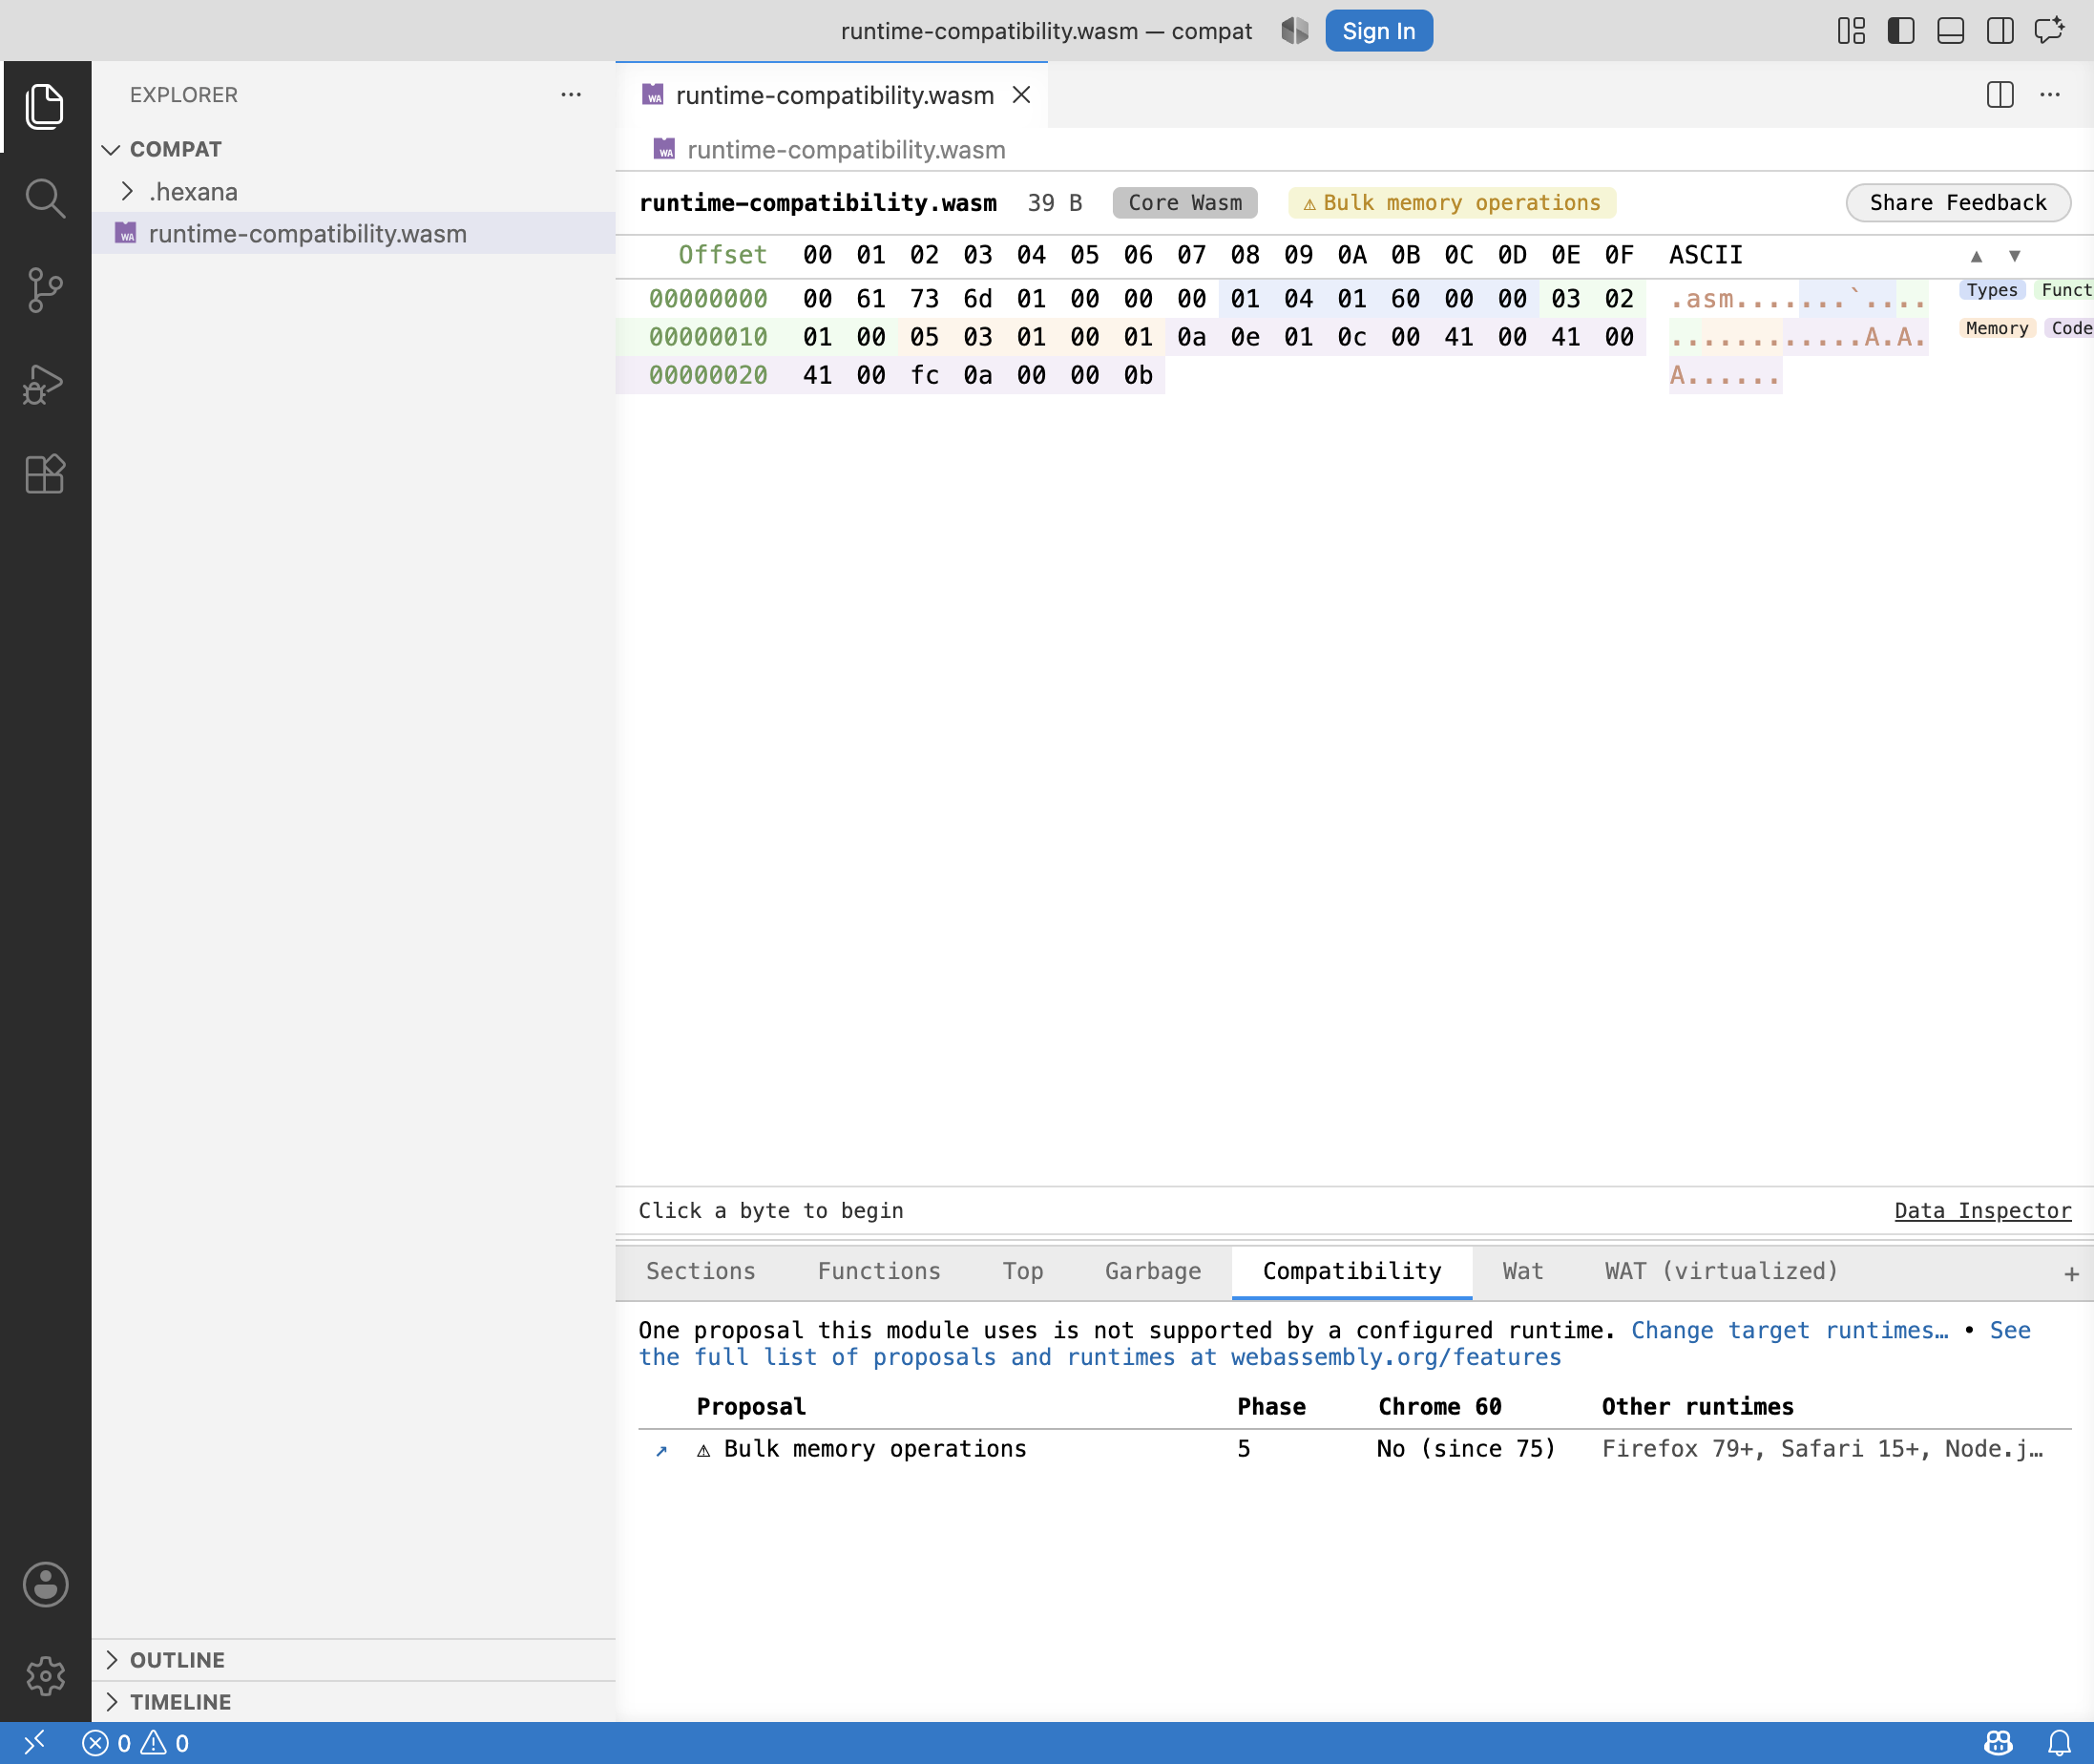 runtime-compatibility.wasm — compat
Sign In
EXPLORER
COMPAT
.hexana
runtime-compatibility.wasm
OUTLINE
TIMELINE
runtime-compatibility.wasm
runtime-compatibility.wasm
runtime-compatibility.wasm 39 B Core Wasm ⚠ Bulk memory operations Share Feedback
Offset 00 01 02 03 04 05 06 07 08 09 0A 0B 0C 0D 0E 0F ASCII ▲ ▼
00000000 00 61 73 6d 01 00 00 00 01 04 01 60 00 00 03 02 .asm.......`.... Types Funct
00000010 01 00 05 03 01 00 01 0a 0e 01 0c 00 41 00 41 00 ............A.A. Memory Code
00000020 41 00 fc 0a 00 00 0b A......
Click a byte to begin Data Inspector
Sections Functions Top Garbage Compatibility Wat WAT (virtualized) +
One proposal this module uses is not supported by a configured runtime. Change target runtimes… • See
the full list of proposals and runtimes at webassembly.org/features
Proposal Phase Chrome 60 Other runtimes
↗ ⚠ Bulk memory operations 5 No (since 75) Firefox 79+, Safari 15+, Node.j…
0 0